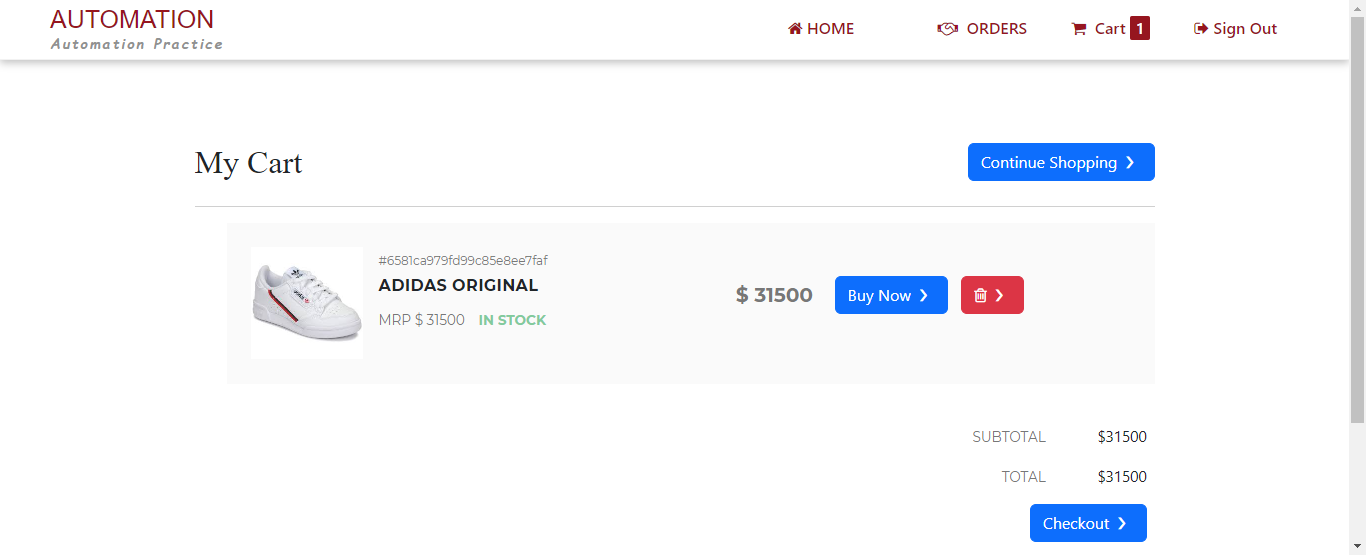 AUTOMATION
Automation Practice
HOME
ORDERS
Cart 1
Sign Out
My Cart
Continue Shopping
#6581ca979fd99c85e8ee7faf
ADIDAS ORIGINAL
MRP $ 31500 IN STOCK
$ 31500
Buy Now
SUBTOTAL $31500
TOTAL $31500
Checkout